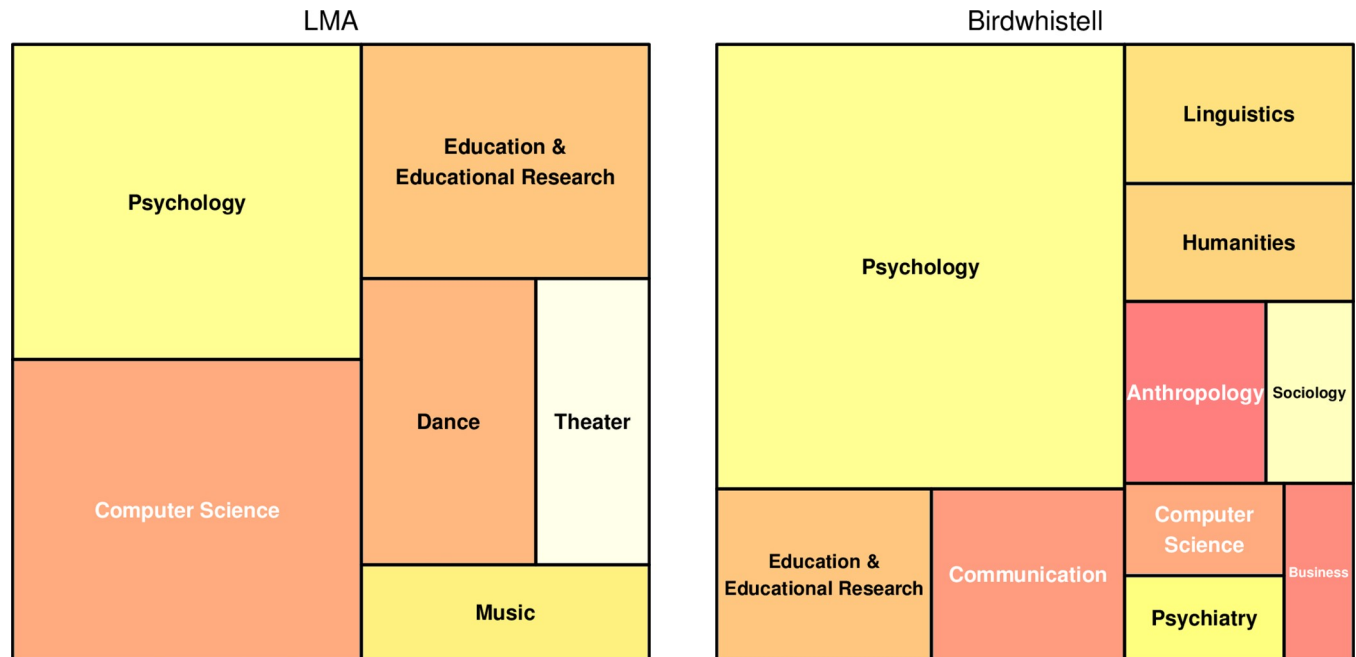 LMA
Psychology
Computer Science
Education &
Educational Research
Dance
Theater
Music
Birdwhistell
Psychology
Education &
Educational Research
Communication
Linguistics
Humanities
Anthropology
Sociology
Computer
Science
Psychiatry
Business